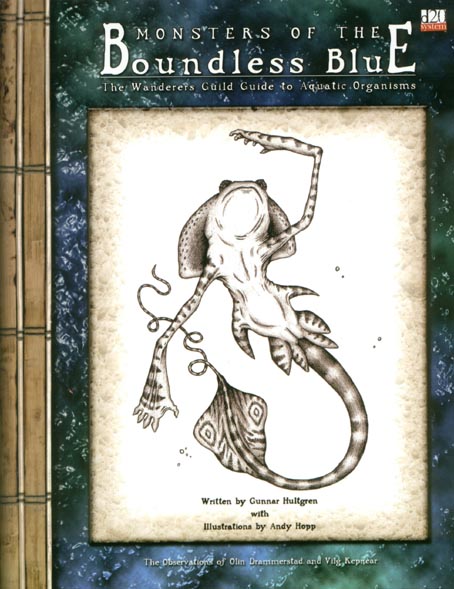 MONSTERS OF THE
BOUNDLESS BLUE
The Wanderers Guild Guide to Aquatic Organisms
d20
system
Written by Gunnar Hultgren
with
Illustrations by Andy Hopp
The Observations of Olin Drammerstad and Vilg Kepnear